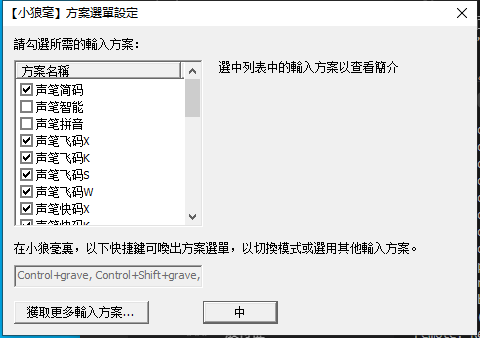 【小狼毫】方案選單設定
請勾選所需的輸入方案:
方案名稱
选中列表中的輸入方案以查看簡介
声笔简码
声笔智能
声笔拼音
声笔飞码X
声笔飞码K
声笔飞码S
声笔飞码W
声笔快码X
声笔快码K
在小狼毫裏，以下快捷鍵可喚出方案選單，以切換模式或選用其他輸入方案。
Control+grave, Control+Shift+grave,
獲取更多輸入方案...
中